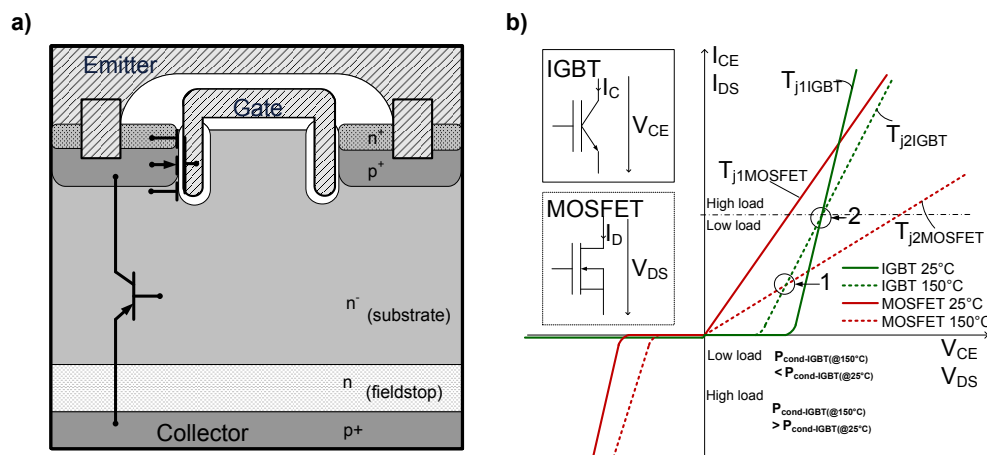 a)
Emitter
Gate
n+
p+
n-
(substrate)
n
(fieldstop)
Collector
p+
b)
IGBT
IC
VCE
MOSFET
ID
VDS
ICE
IDS
Tj1IGBT
Tj2IGBT
Tj1MOSFET
High load
Low load
2
Tj2MOSFET
1
IGBT 25°C
IGBT 150°C
MOSFET 25°C
MOSFET 150°C
VCE
VDS
Low load
Pcond-IGBT(@150°C)
< Pcond-IGBT(@25°C)
High load
Pcond-IGBT(@150°C)
> Pcond-IGBT(@25°C)